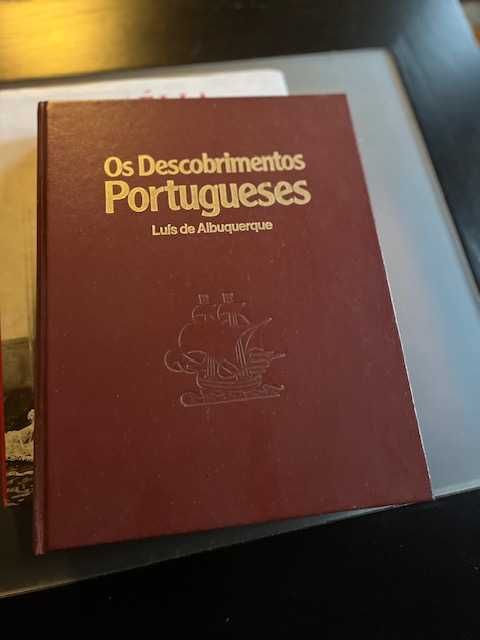 Os Descobrimentos
Portugueses
Luís de Albuquerque